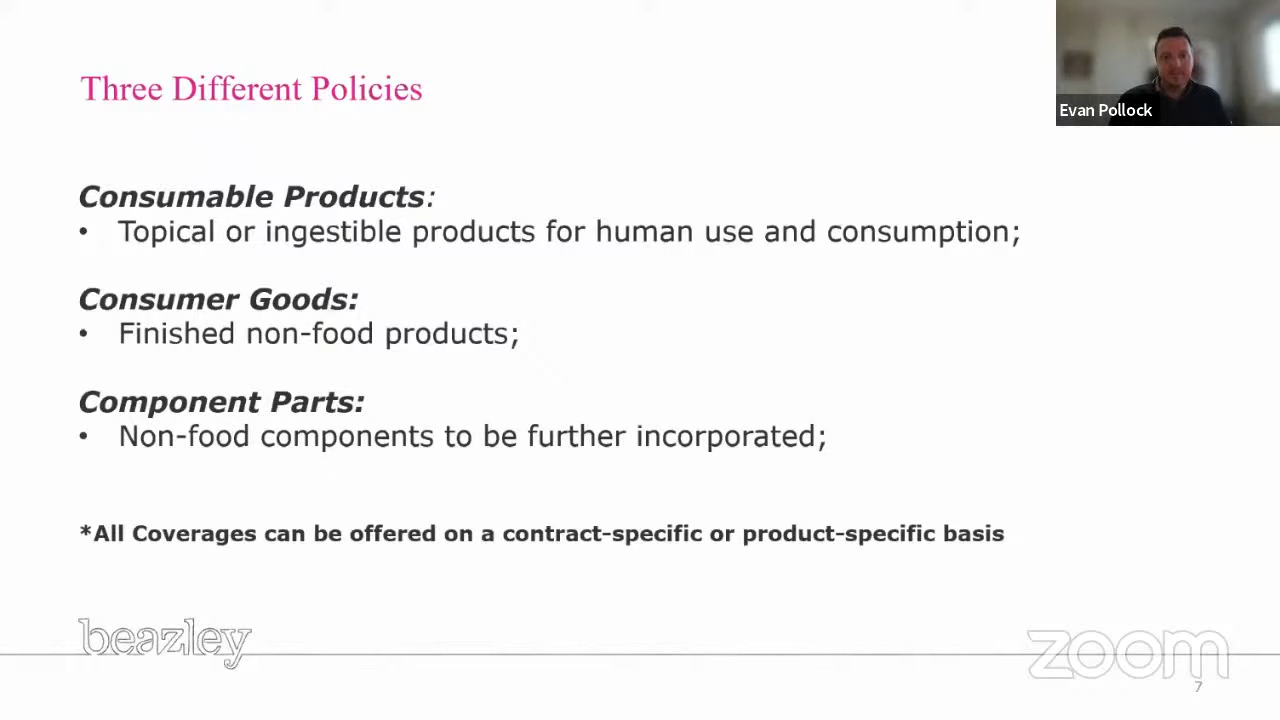 Three Different Policies
Evan Pollock
Consumable Products:
• Topical or ingestible products for human use and consumption;
Consumer Goods:
• Finished non-food products;
Component Parts:
• Non-food components to be further incorporated;
*All Coverages can be offered on a contract-specific or product-specific basis
beazley
zoom
7